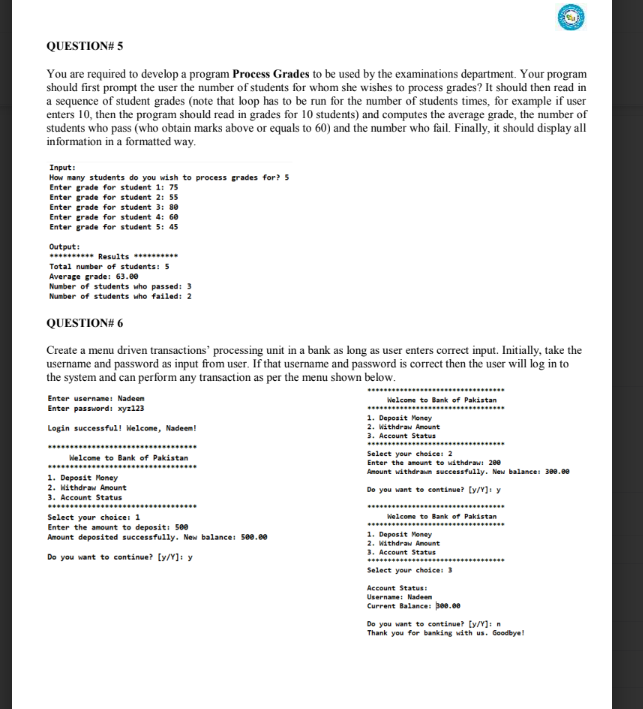 QUESTION# 5
You are required to develop a program Process Grades to be used by the examinations department. Your program
should first prompt the user the number of students for whom she wishes to process grades? It should then read in
a sequence of student grades (note that loop has to be run for the number of students times, for example if user
enters 10, then the program should read in grades for 10 students) and computes the average grade, the number of
students who pass (who obtain marks above or equals to 60) and the number who fail. Finally, it should display all
information in a formatted way.
Input:
How many students do you wish to process grades for? 5
Enter grade for student 1: 75
Enter grade for student 2: 55
Enter grade for student 3: 80
Enter grade for student 4: 60
Enter grade for student 5: 45
Output:
********** Results **********
Total number of students: 5
Average grade: 63.00
Number of students who passed: 3
Number of students who failed: 2
QUESTION# 6
Create a menu driven transactions' processing unit in a bank as long as user enters correct input. Initially, take the
username and password as input from user. If that username and password is correct then the user will log in to
the system and can perform any transaction as per the menu shown below.
Enter username: Nadeem
Enter password: xyz123
Login successful! Welcome, Nadeem!
**********************************
Welcome to Bank of Pakistan
**********************************
1. Deposit Money
2. Withdraw Amount
3. Account Status
**********************************
Select your choice: 1
Enter the amount to deposit: 500
Amount deposited successfully. New balance: 500.00
Do you want to continue? [y/Y]: y
**********************************
Welcome to Bank of Pakistan
**********************************
1. Deposit Money
2. Withdraw Amount
3. Account Status
**********************************
Select your choice: 2
Enter the amount to withdraw: 200
Amount withdrawn successfully. New balance: 300.00
Do you want to continue? [y/Y]: y
**********************************
Welcome to Bank of Pakistan
**********************************
1. Deposit Money
2. Withdraw Amount
3. Account Status
**********************************
Select your choice: 3
Account Status:
Username: Nadeem
Current Balance: 300.00
Do you want to continue? [y/Y]: n
Thank you for banking with us. Goodbye!